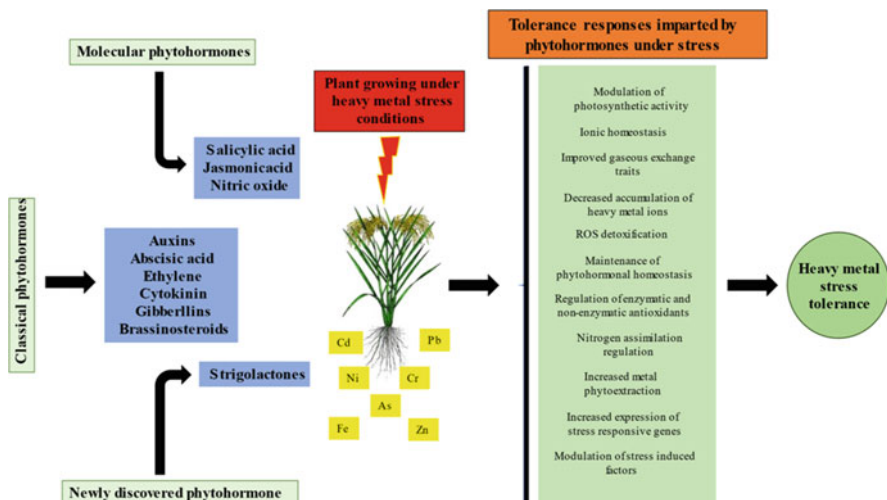 Molecular phytohormones
Salicylic acid
Jasmonicacid
Nitric oxide
Classical phytohormones
Auxins
Abscisic acid
Ethylene
Cytokinin
Gibberllins
Brassinosteroids
Strigolactones
Newly discovered phytohormone
Plant growing under
heavy metal stress
conditions
Cd
Pb
Ni
Cr
As
Fe
Zn
Tolerance responses imparted by
phytohormones under stress
Modulation of
photosynthetic activity
Ionic homeostasis
Improved gaseous exchange
traits
Decreased accumulation of
heavy metal ions
ROS detoxification
Maintenance of
phytohormonal homeostasis
Regulation of enzymatic and
non-enzymatic antioxidants
Nitrogen assimilation
regulation
Increased metal
phytoextraction
Increased expression of
stress responsive genes
Modulation of stress induced
factors
Heavy metal
stress
tolerance